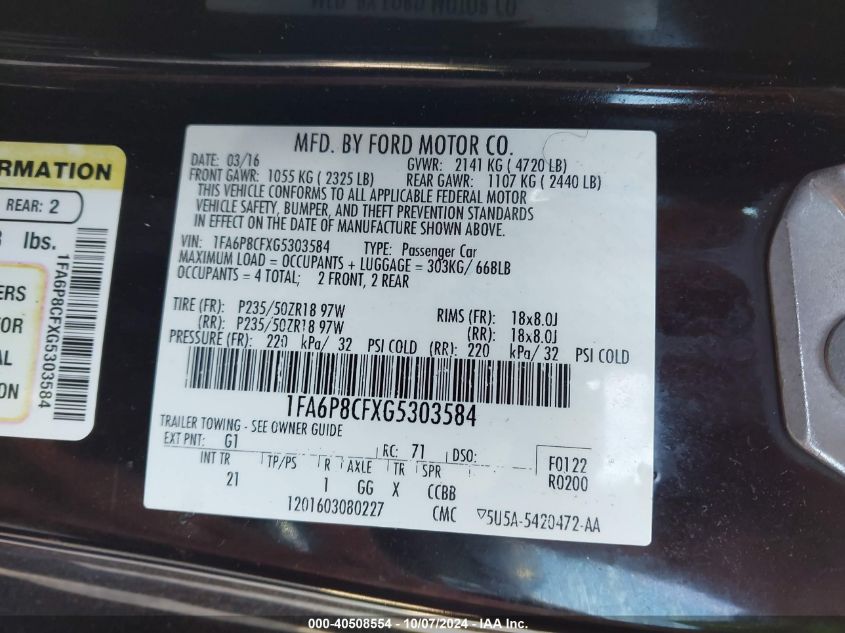 MFD. BY FORD MOTOR CO.
MFD. BY FORD MOTOR CO.
DATE: 03/16
GVWR: 2141 KG ( 4720 LB)
FRONT GAWR: 1055 KG ( 2325 LB)
REAR GAWR: 1107 KG ( 2440 LB)
THIS VEHICLE CONFORMS TO ALL APPLICABLE FEDERAL MOTOR
VEHICLE SAFETY, BUMPER, AND THEFT PREVENTION STANDARDS
IN EFFECT ON THE DATE OF MANUFACTURE SHOWN ABOVE.
VIN: 1FA6P8CFXG5303584 TYPE: Passenger Car
MAXIMUM LOAD = OCCUPANTS + LUGGAGE = 303KG/ 668LB
OCCUPANTS = 4 TOTAL; 2 FRONT, 2 REAR
TIRE (FR): P235/50ZR18 97W RIMS (FR): 18x8.0J
(RR): P235/50ZR18 97W (RR): 18x8.0J
PRESSURE (FR): 220 kPa/ 32 PSI COLD (RR): 220 kPa/ 32 PSI COLD
1FA6P8CFXG5303584
TRAILER TOWING - SEE OWNER GUIDE
EXT PNT: G1 RC: 71 DSO:
F0122
R0200
INT TR TP/PS R AXLE TR SPR
21 1 GG X CCBB
1201603080227 CMC 5U5A-5420472-AA
RMATION
REAR: 2
lbs.
1FA6P8CFXG5303584
ERS
TOR
AL
ION
000-40508554 - 10/07/2024 - IAA Inc.